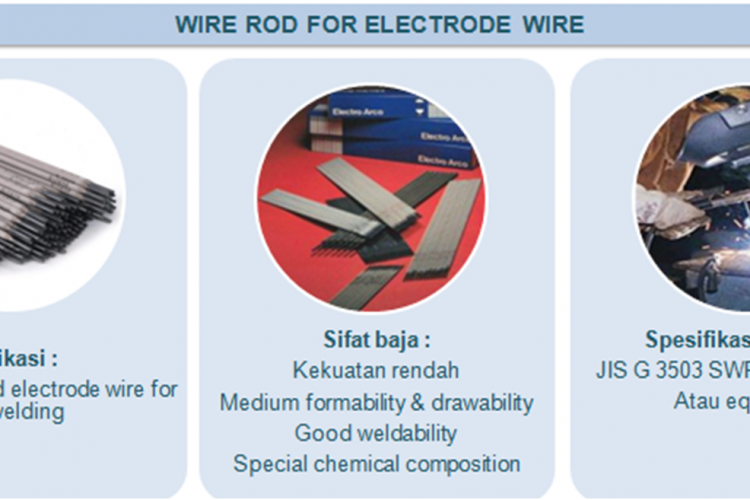 WIRE ROD FOR ELECTRODE WIRE
ikasi :
electrode wire for
welding
Electro Arco
Electro Arco
Electro Arco
Sifat baja :
Kekuatan rendah
Medium formability & drawability
Good weldability
Special chemical composition
Spesifikas
JIS G 3503 SWR
Atau eq